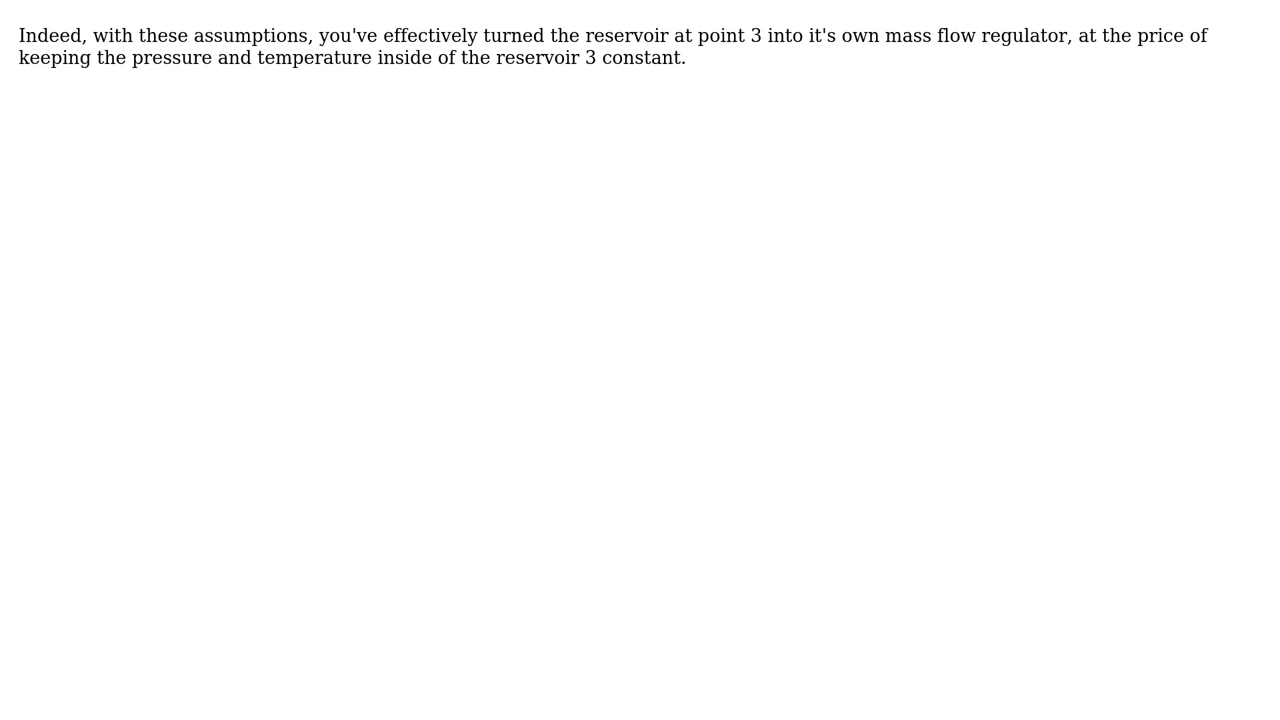 Indeed, with these assumptions, you've effectively turned the reservoir at point 3 into it's own mass flow regulator, at the price of
keeping the pressure and temperature inside of the reservoir 3 constant.